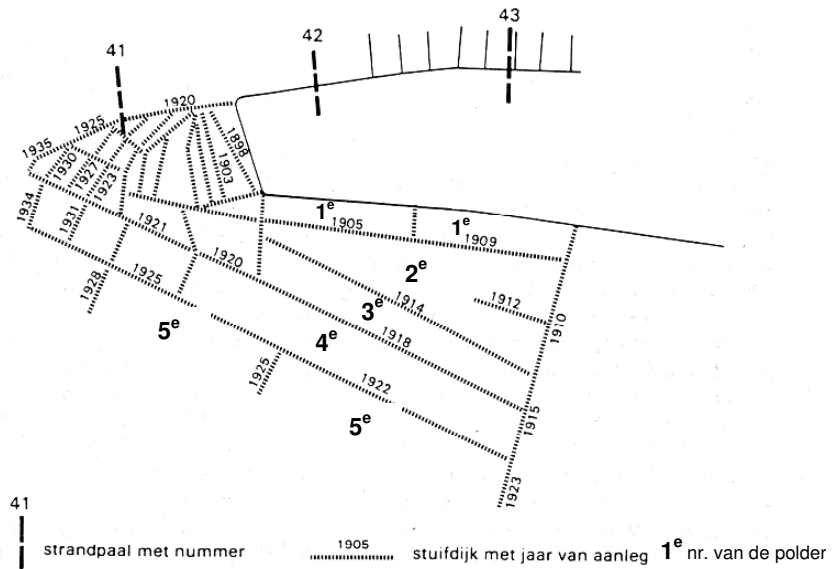 43
42
41
1920
1925
1935
1898
1930
1927
1923
1903
1934
1931
1921
1e
1e
1905
1909
1920
2e
1925
1928
1914
3e
1912
1910
5e
4e
1918
1925
1922
5e
1915
1923
41
strandpaal met nummer
1905
stuifdijk met jaar van aanleg
1e nr. van de polder